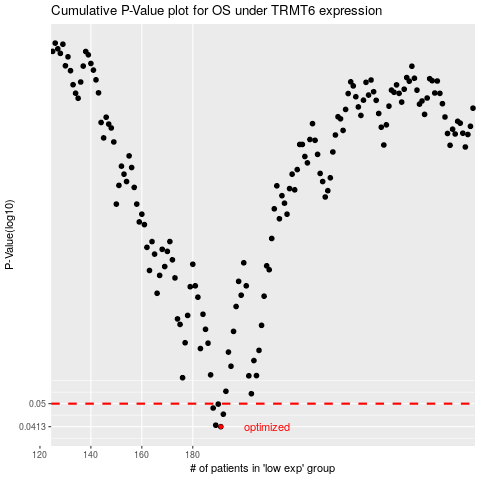 Cumulative P-Value plot for OS under TRMT6 expression
P-Value(log10)
0.05
0.0413
optimized
120 140 160 180
# of patients in 'low exp' group